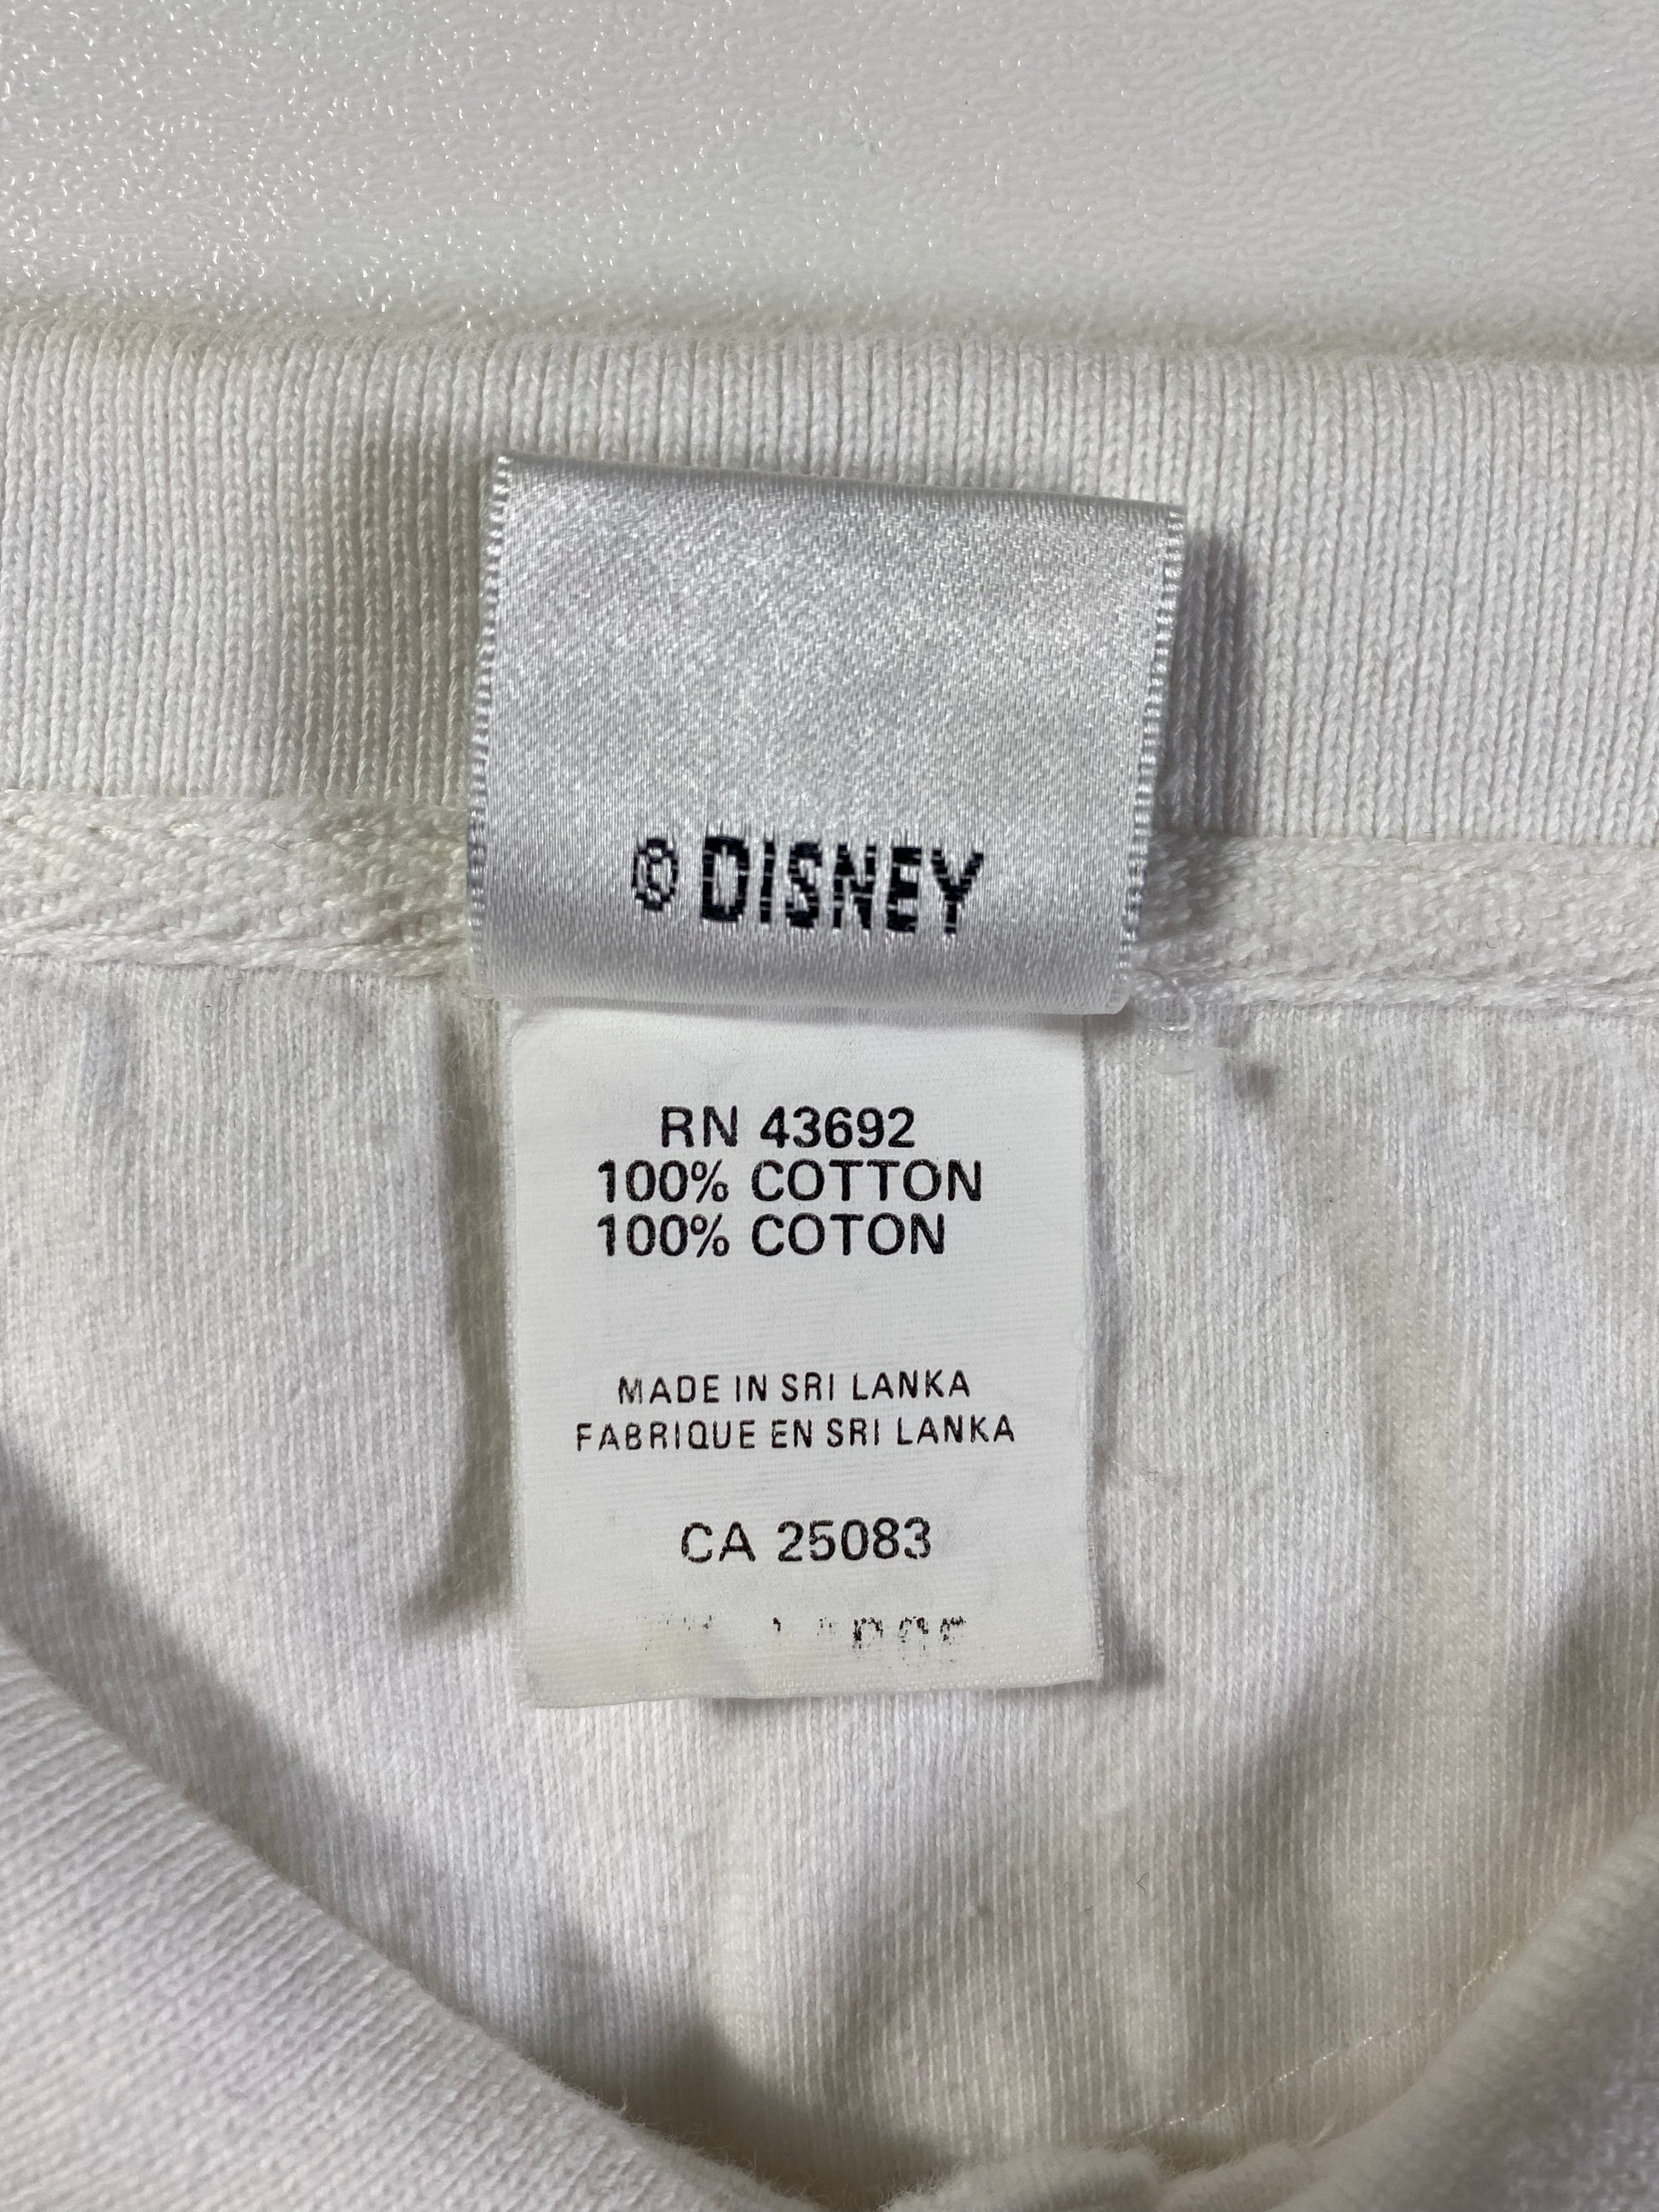 © DISNEY
RN 43692
100% COTTON
100% COTON
MADE IN SRI LANKA
FABRIQUE EN SRI LANKA
CA 25083